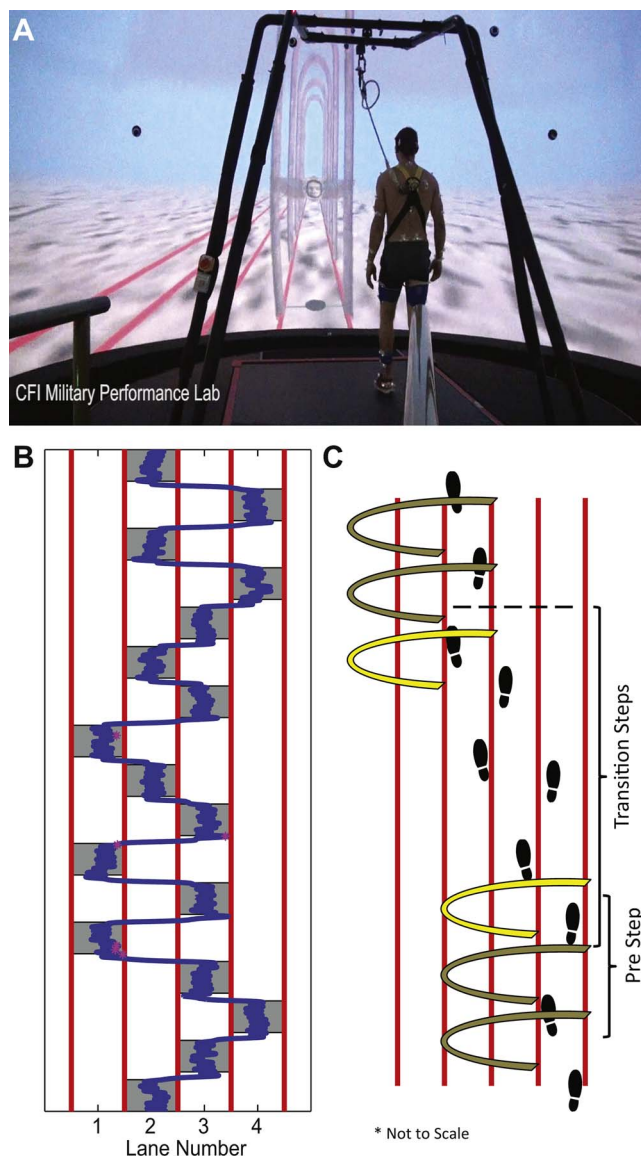 A
CFI Military Performance Lab
B
C
Transition Steps
Pre Step
1 2 3 4
Lane Number
* Not to Scale